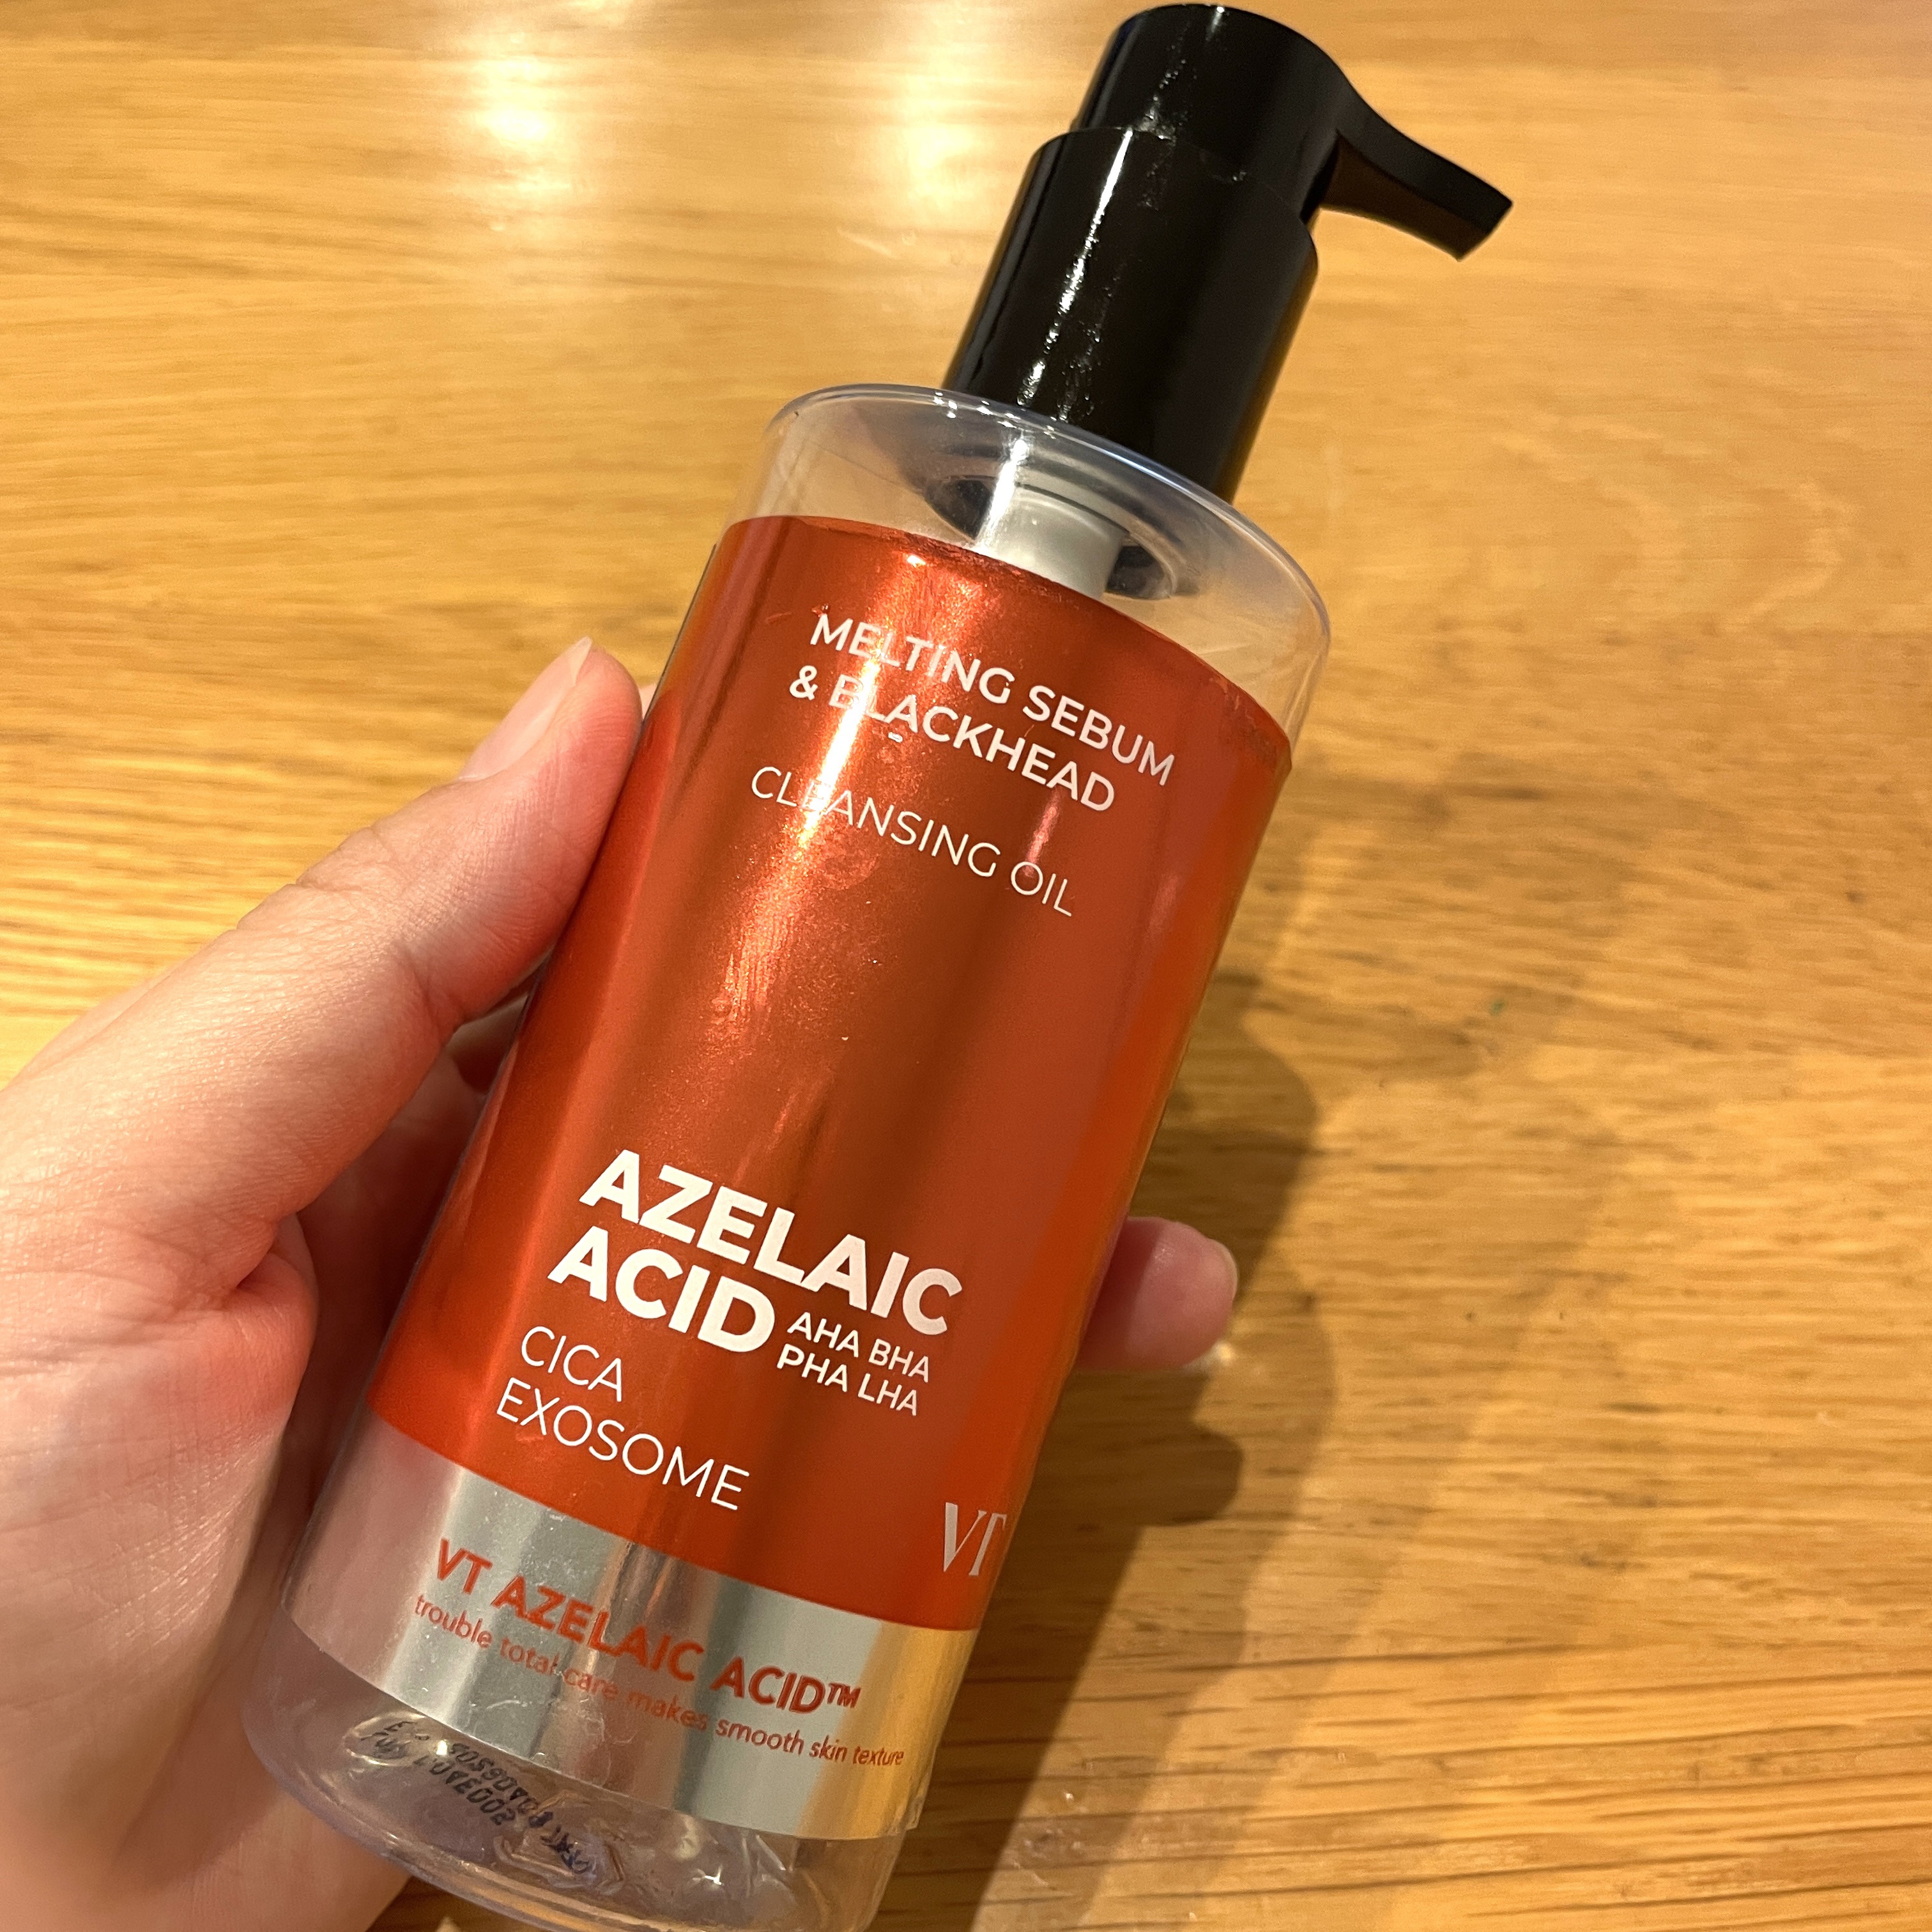 MELTING SEBUM
& BLACKHEAD
CLEANSING OIL
AZELAIC
ACID
AHA BHA
PHA LHA
CICA
EXOSOME
VT
VT AZELAIC ACID™
trouble total care makes smooth skin texture